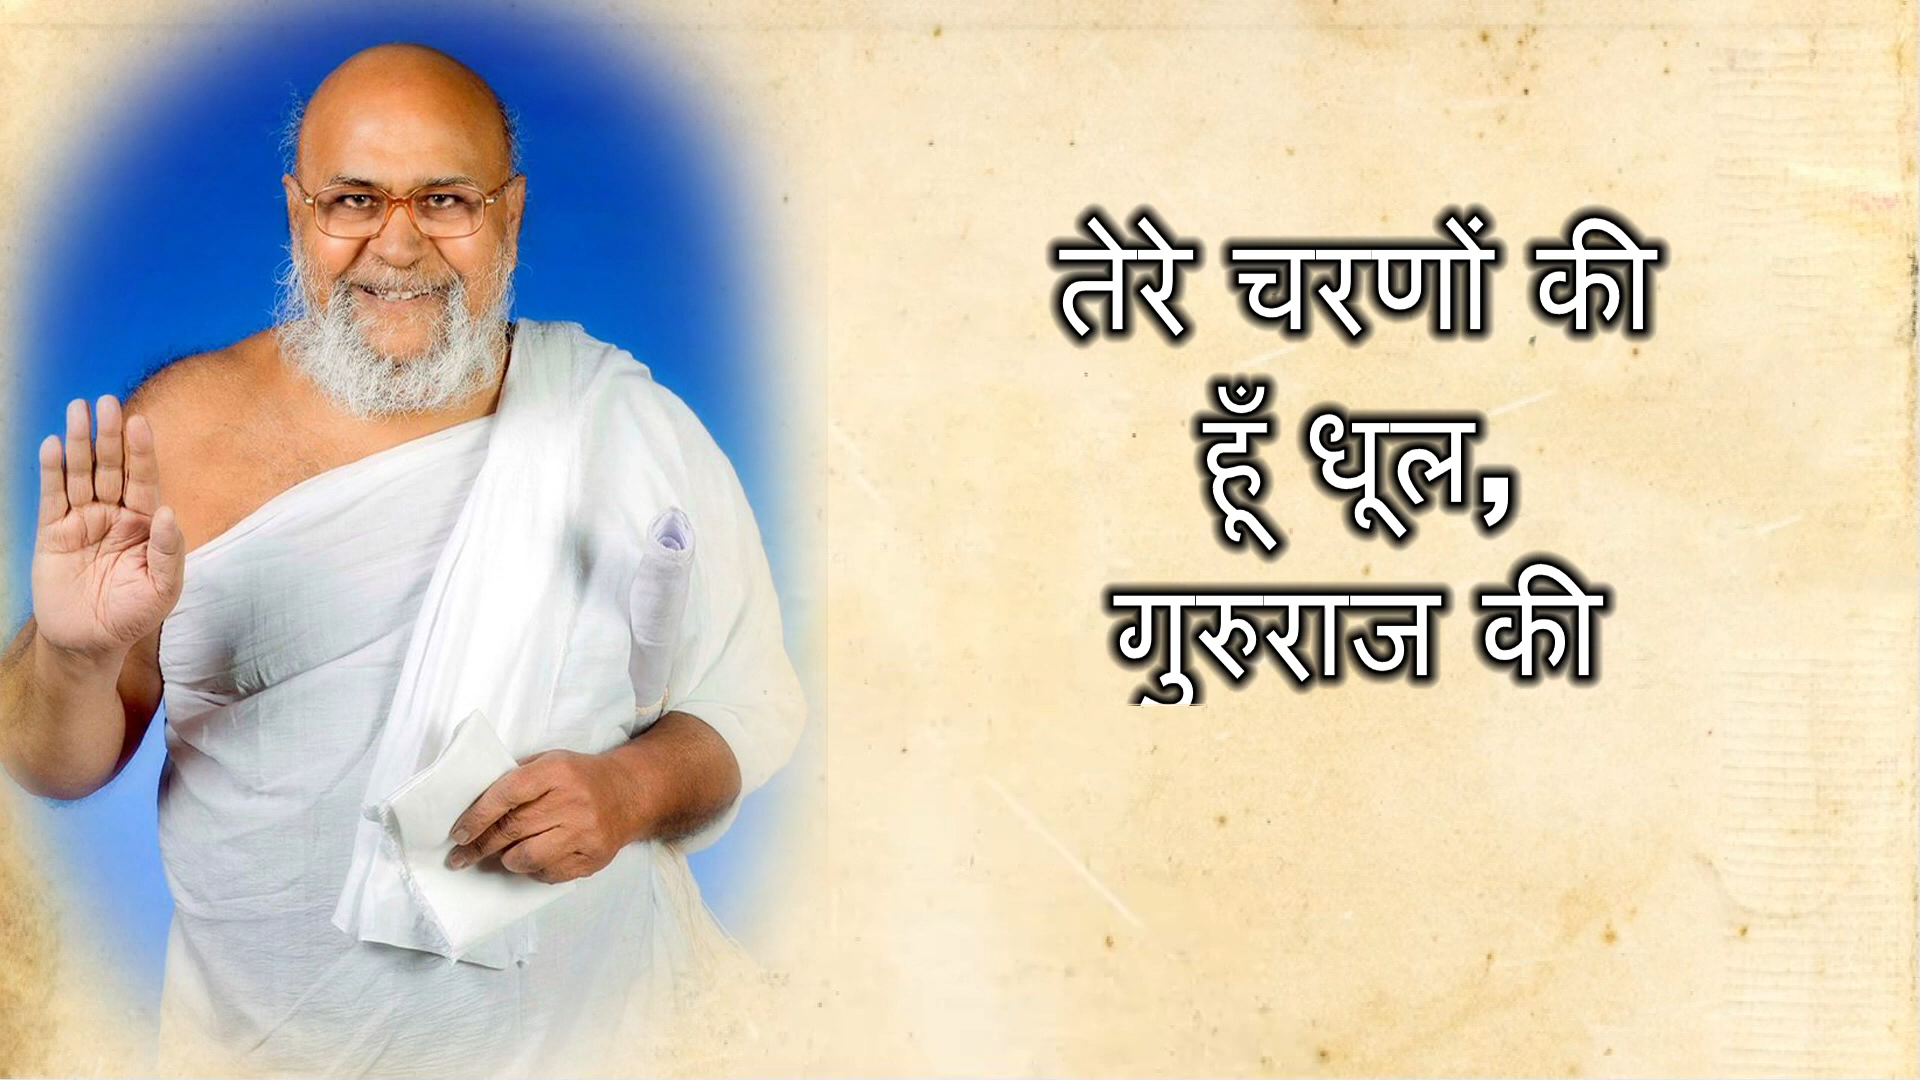 तेरे चरणों की
हूँ धूल,
गुरुराज की